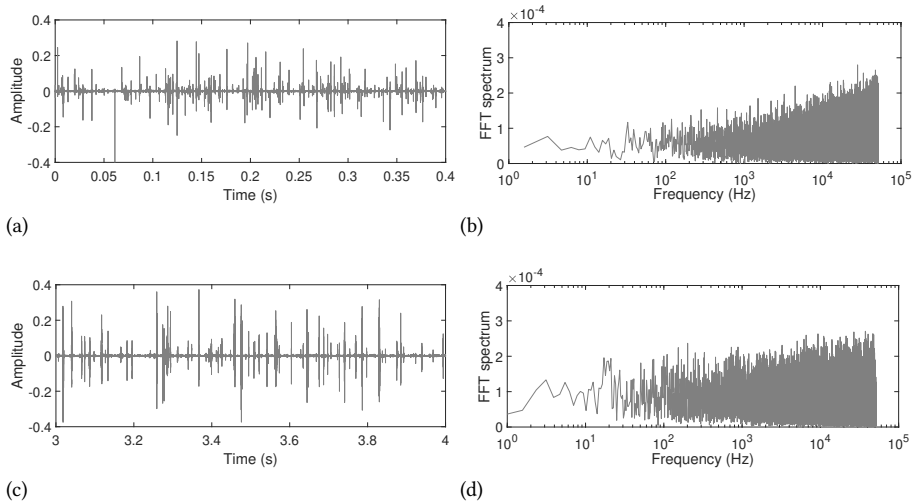 0.4
0.2
0
-0.2
-0.4
Amplitude
0 0.05 0.1 0.15 0.2 0.25 0.3 0.35 0.4
Time (s)
(a)
×10⁻⁴
4
3
2
1
0
FFT spectrum
10⁰ 10¹ 10² 10³ 10⁴ 10⁵
Frequency (Hz)
(b)
0.4
0.2
0
-0.2
-0.4
Amplitude
3 3.2 3.4 3.6 3.8 4
Time (s)
(c)
×10⁻⁴
4
3
2
1
0
FFT spectrum
10⁰ 10¹ 10² 10³ 10⁴ 10⁵
Frequency (Hz)
(d)